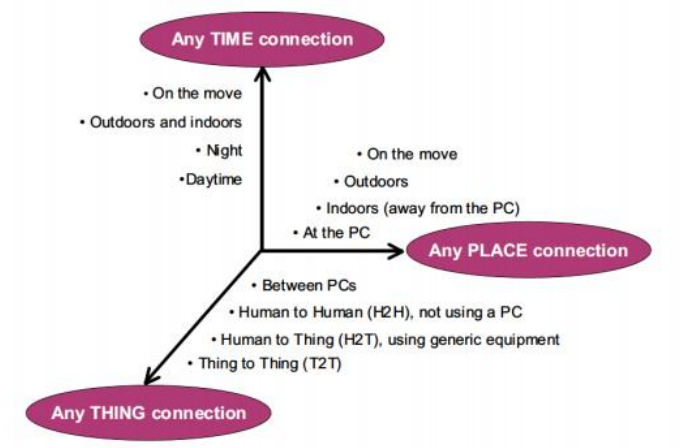 Any TIME connection
• On the move
• Outdoors and indoors
• Night
•Daytime
• On the move
• Outdoors
• Indoors (away from the PC)
• At the PC
Any PLACE connection
• Between PCs
• Human to Human (H2H), not using a PC
• Human to Thing (H2T), using generic equipment
• Thing to Thing (T2T)
Any THING connection